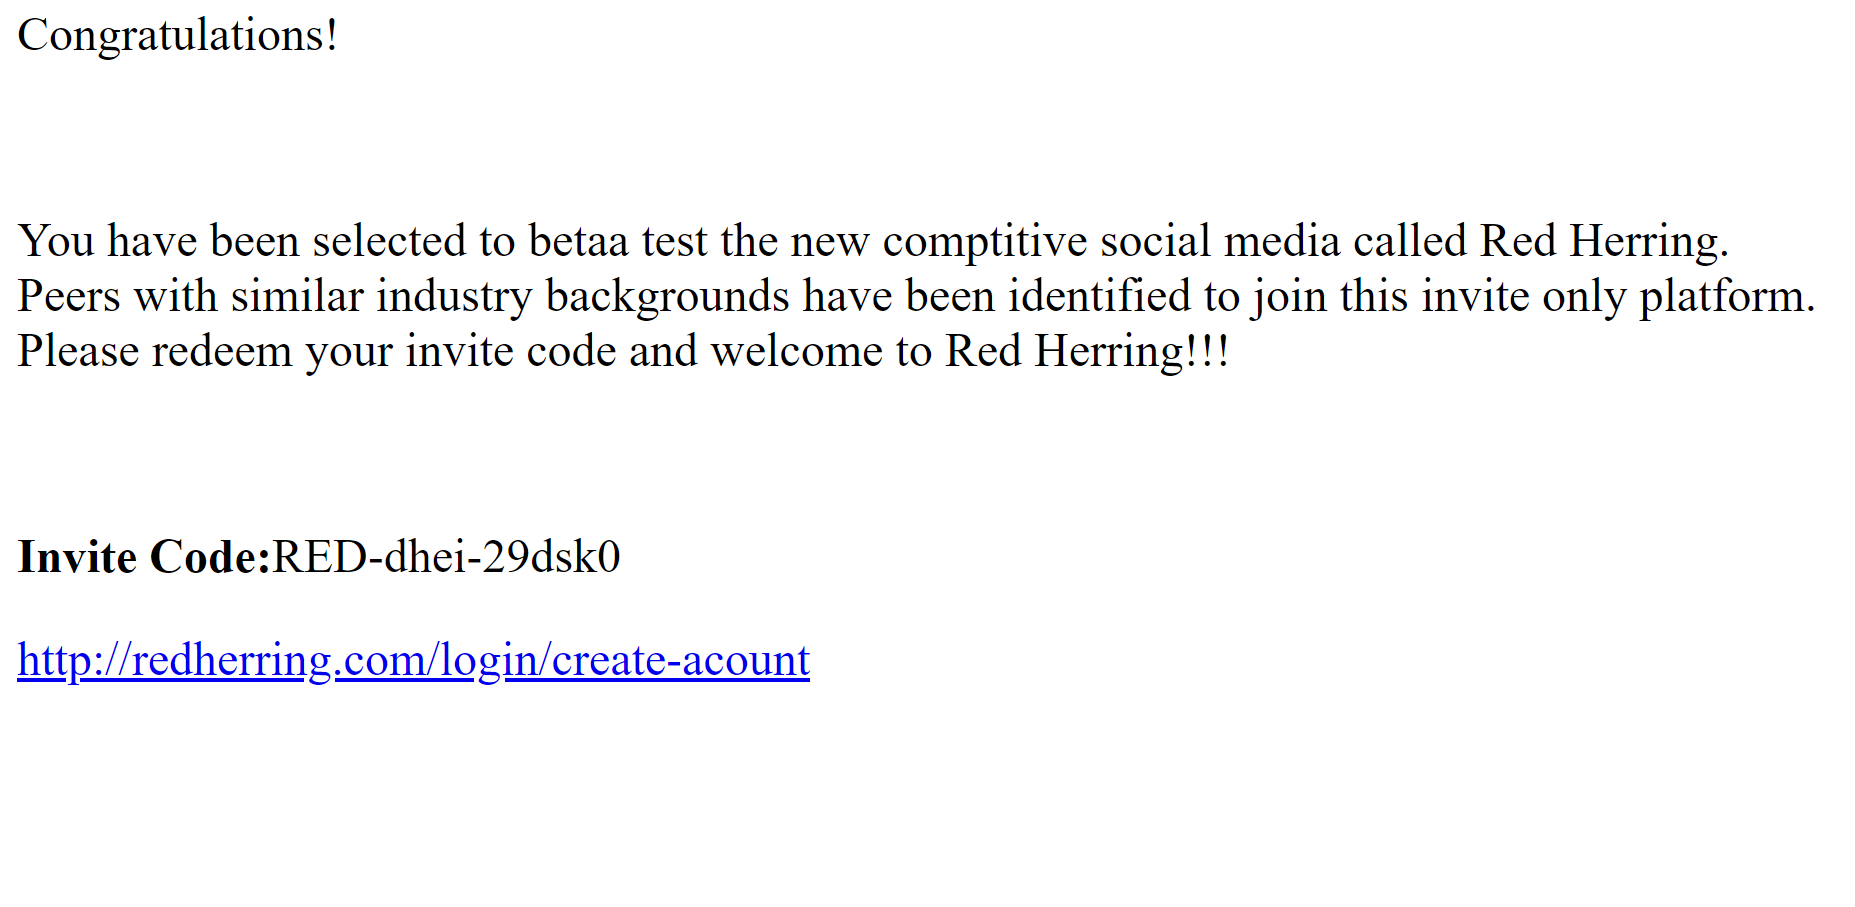 Congratulations!
You have been selected to betaa test the new comptitive social media called Red Herring.
Peers with similar industry backgrounds have been identified to join this invite only platform.
Please redeem your invite code and welcome to Red Herring!!!
Invite Code:RED-dhei-29dsk0
http://redherring.com/login/create-acount